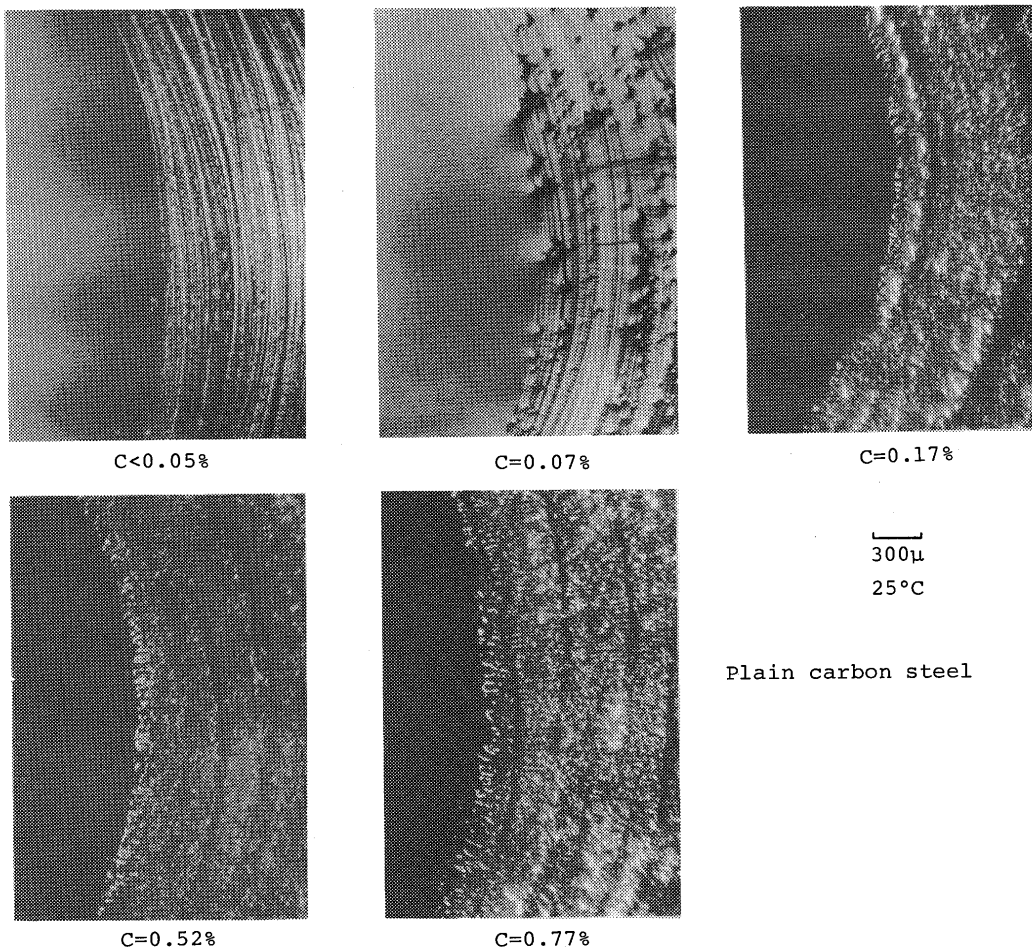 C<0.05%
C=0.07%
C=0.17%
300μ
25°C
Plain carbon steel
C=0.52%
C=0.77%